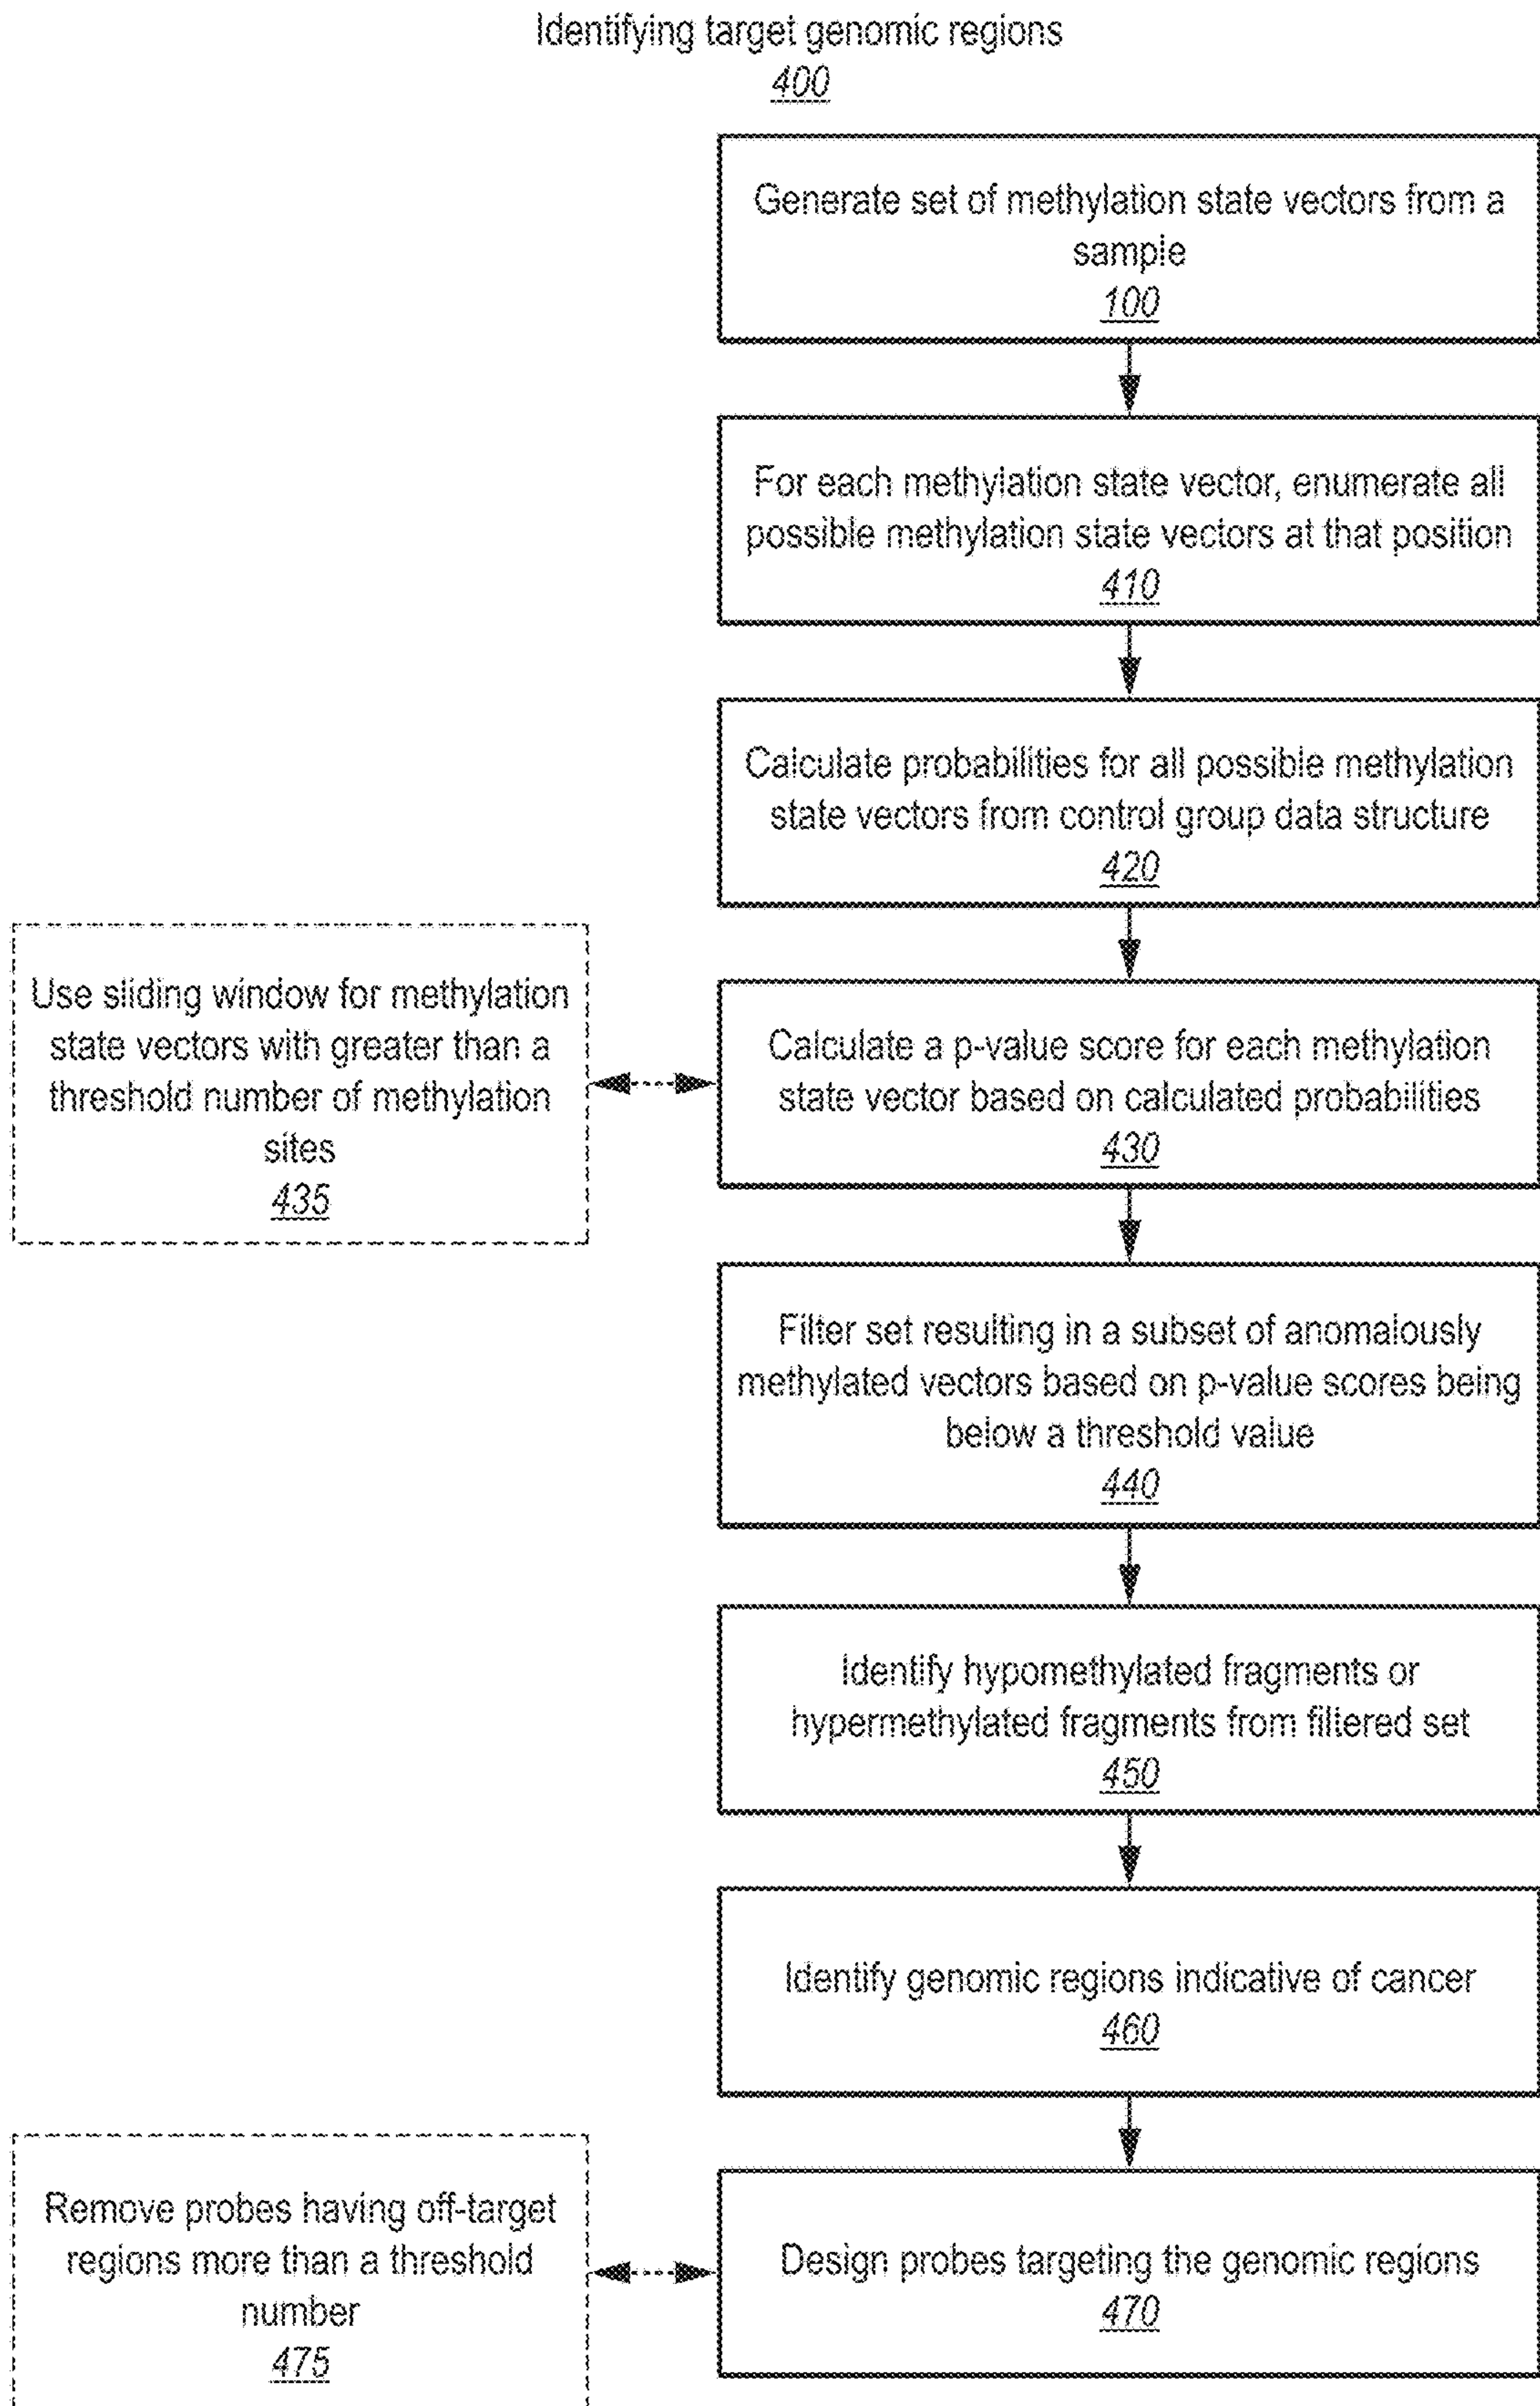 Identifying target genomic regions
400
Generate set of methylation state vectors from a
sample
100
For each methylation state vector, enumerate all
possible methylation state vectors at that position
410
Calculate probabilities for all possible methylation
state vectors from control group data structure
420
Use sliding window for methylation
state vectors with greater than a
threshold number of methylation
sites
435
Calculate a p-value score for each methylation
state vector based on calculated probabilities
430
Filter set resulting in a subset of anomalously
methylated vectors based on p-value scores being
below a threshold value
440
Identify hypomethylated fragments or
hypermethylated fragments from filtered set
450
Identify genomic regions indicative of cancer
460
Remove probes having off-target
regions more than a threshold
number
475
Design probes targeting the genomic regions
470